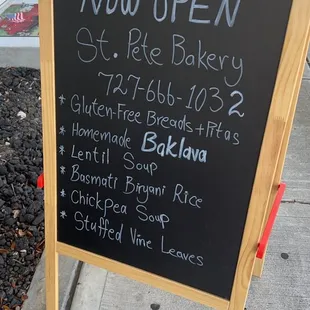 NOW OPEN
St. Pete Bakery
727-666-1032
* Gluten-Free Breads + Pitas
* Homemade Baklava
* Lentil Soup
* Basmati Biryani Rice
* Chickpea Soup
* Stuffed Vine Leaves